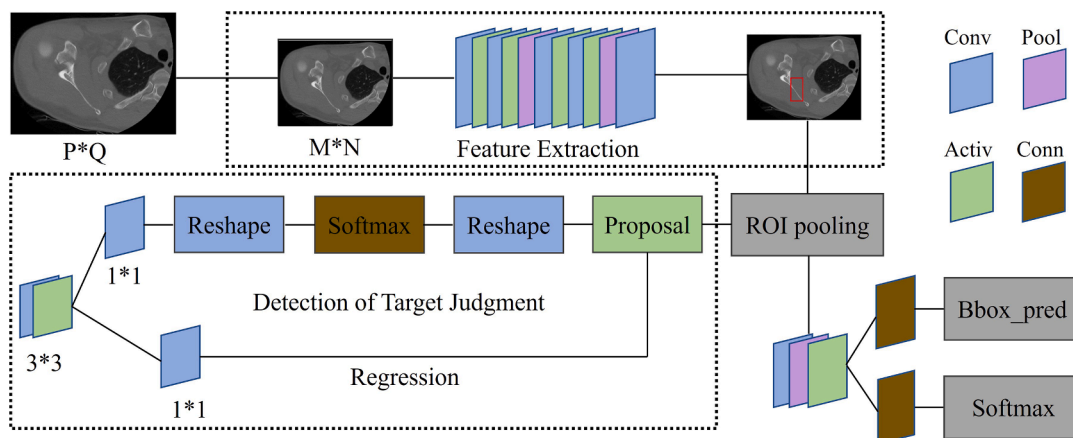 P*Q
M*N
Feature Extraction
Conv
Pool
Activ
Conn
Reshape
Softmax
Reshape
Proposal
ROI pooling
1*1
Detection of Target Judgment
3*3
Regression
1*1
Bbox_pred
Softmax